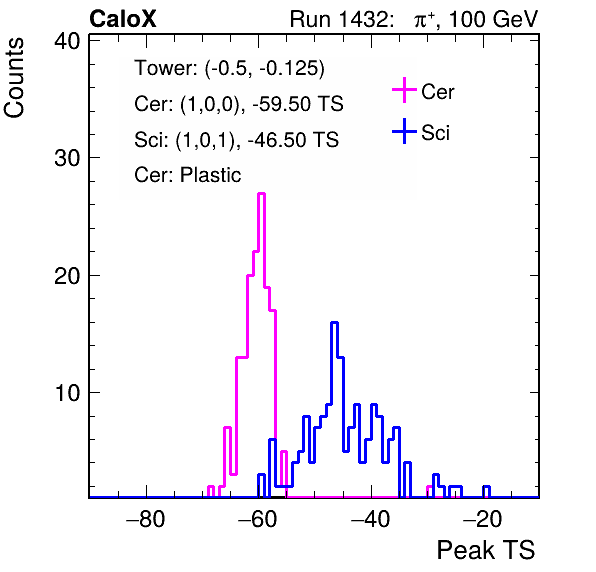 CaloX Run 1432: π⁺, 100 GeV
Counts
40
30
20
10
Tower: (-0.5, -0.125)
Cer: (1,0,0), -59.50 TS
Sci: (1,0,1), -46.50 TS
Cer: Plastic
Cer
Sci
−80 −60 −40 −20
Peak TS